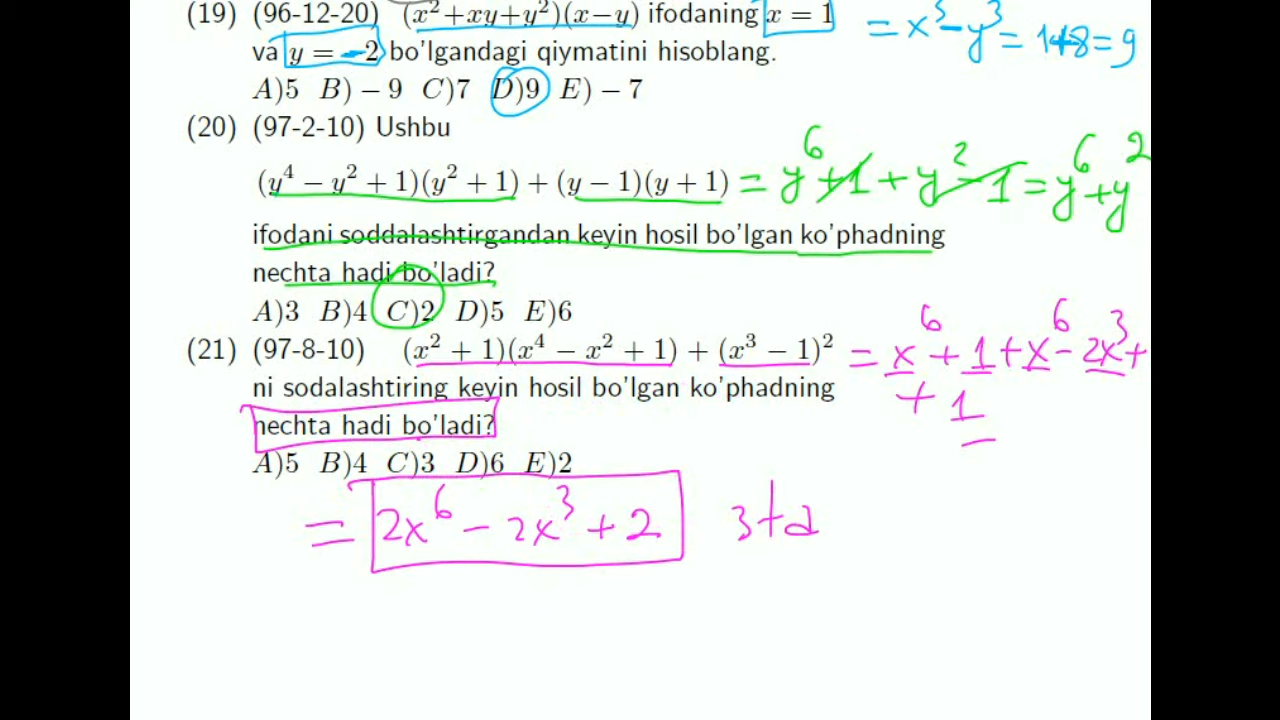 (19) (96-12-20) (x² + xy + y²)(x − y) ifodaning x = 1 = x³ − y³ = 1+8 = 9
va y = −2 bo'lgandagi qiymatini hisoblang.
A)5 B) − 9 C)7 D)9 E) − 7
(20) (97-2-10) Ushbu
(y⁴ − y² + 1)(y² + 1) + (y − 1)(y + 1) = y⁶ + 1 + y² − 1 = y⁶ + y²
ifodani soddalashtirgandan keyin hosil bo'lgan ko'phadning
nechta hadi bo'ladi?
A)3 B)4 C)2 D)5 E)6
(21) (97-8-10) (x² + 1)(x⁴ − x² + 1) + (x³ − 1)² = x⁶ + 1 + x⁶ − 2x³ +
+ 1
ni sodalashtiring keyin hosil bo'lgan ko'phadning
nechta hadi bo'ladi?
A)5 B)4 C)3 D)6 E)2
= 2x⁶ − 2x³ + 2 3ta